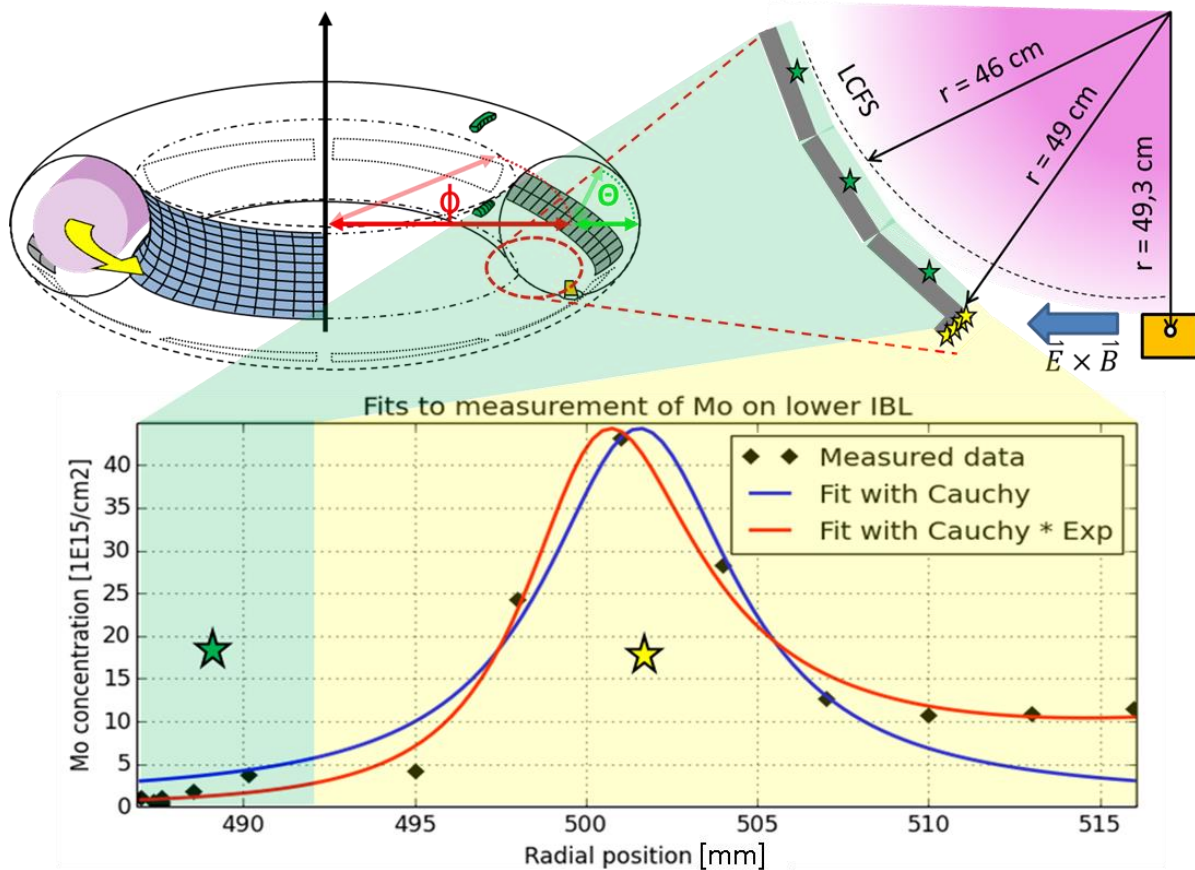 ϕ
Θ
LCFS
r = 46 cm
r = 49 cm
r = 49,3 cm
E⃗ × B⃗
Fits to measurement of Mo on lower IBL
Mo concentration [1E15/cm2]
40
35
30
25
20
15
10
5
0
Measured data
Fit with Cauchy
Fit with Cauchy * Exp
490
495
500
505
510
515
Radial position [mm]